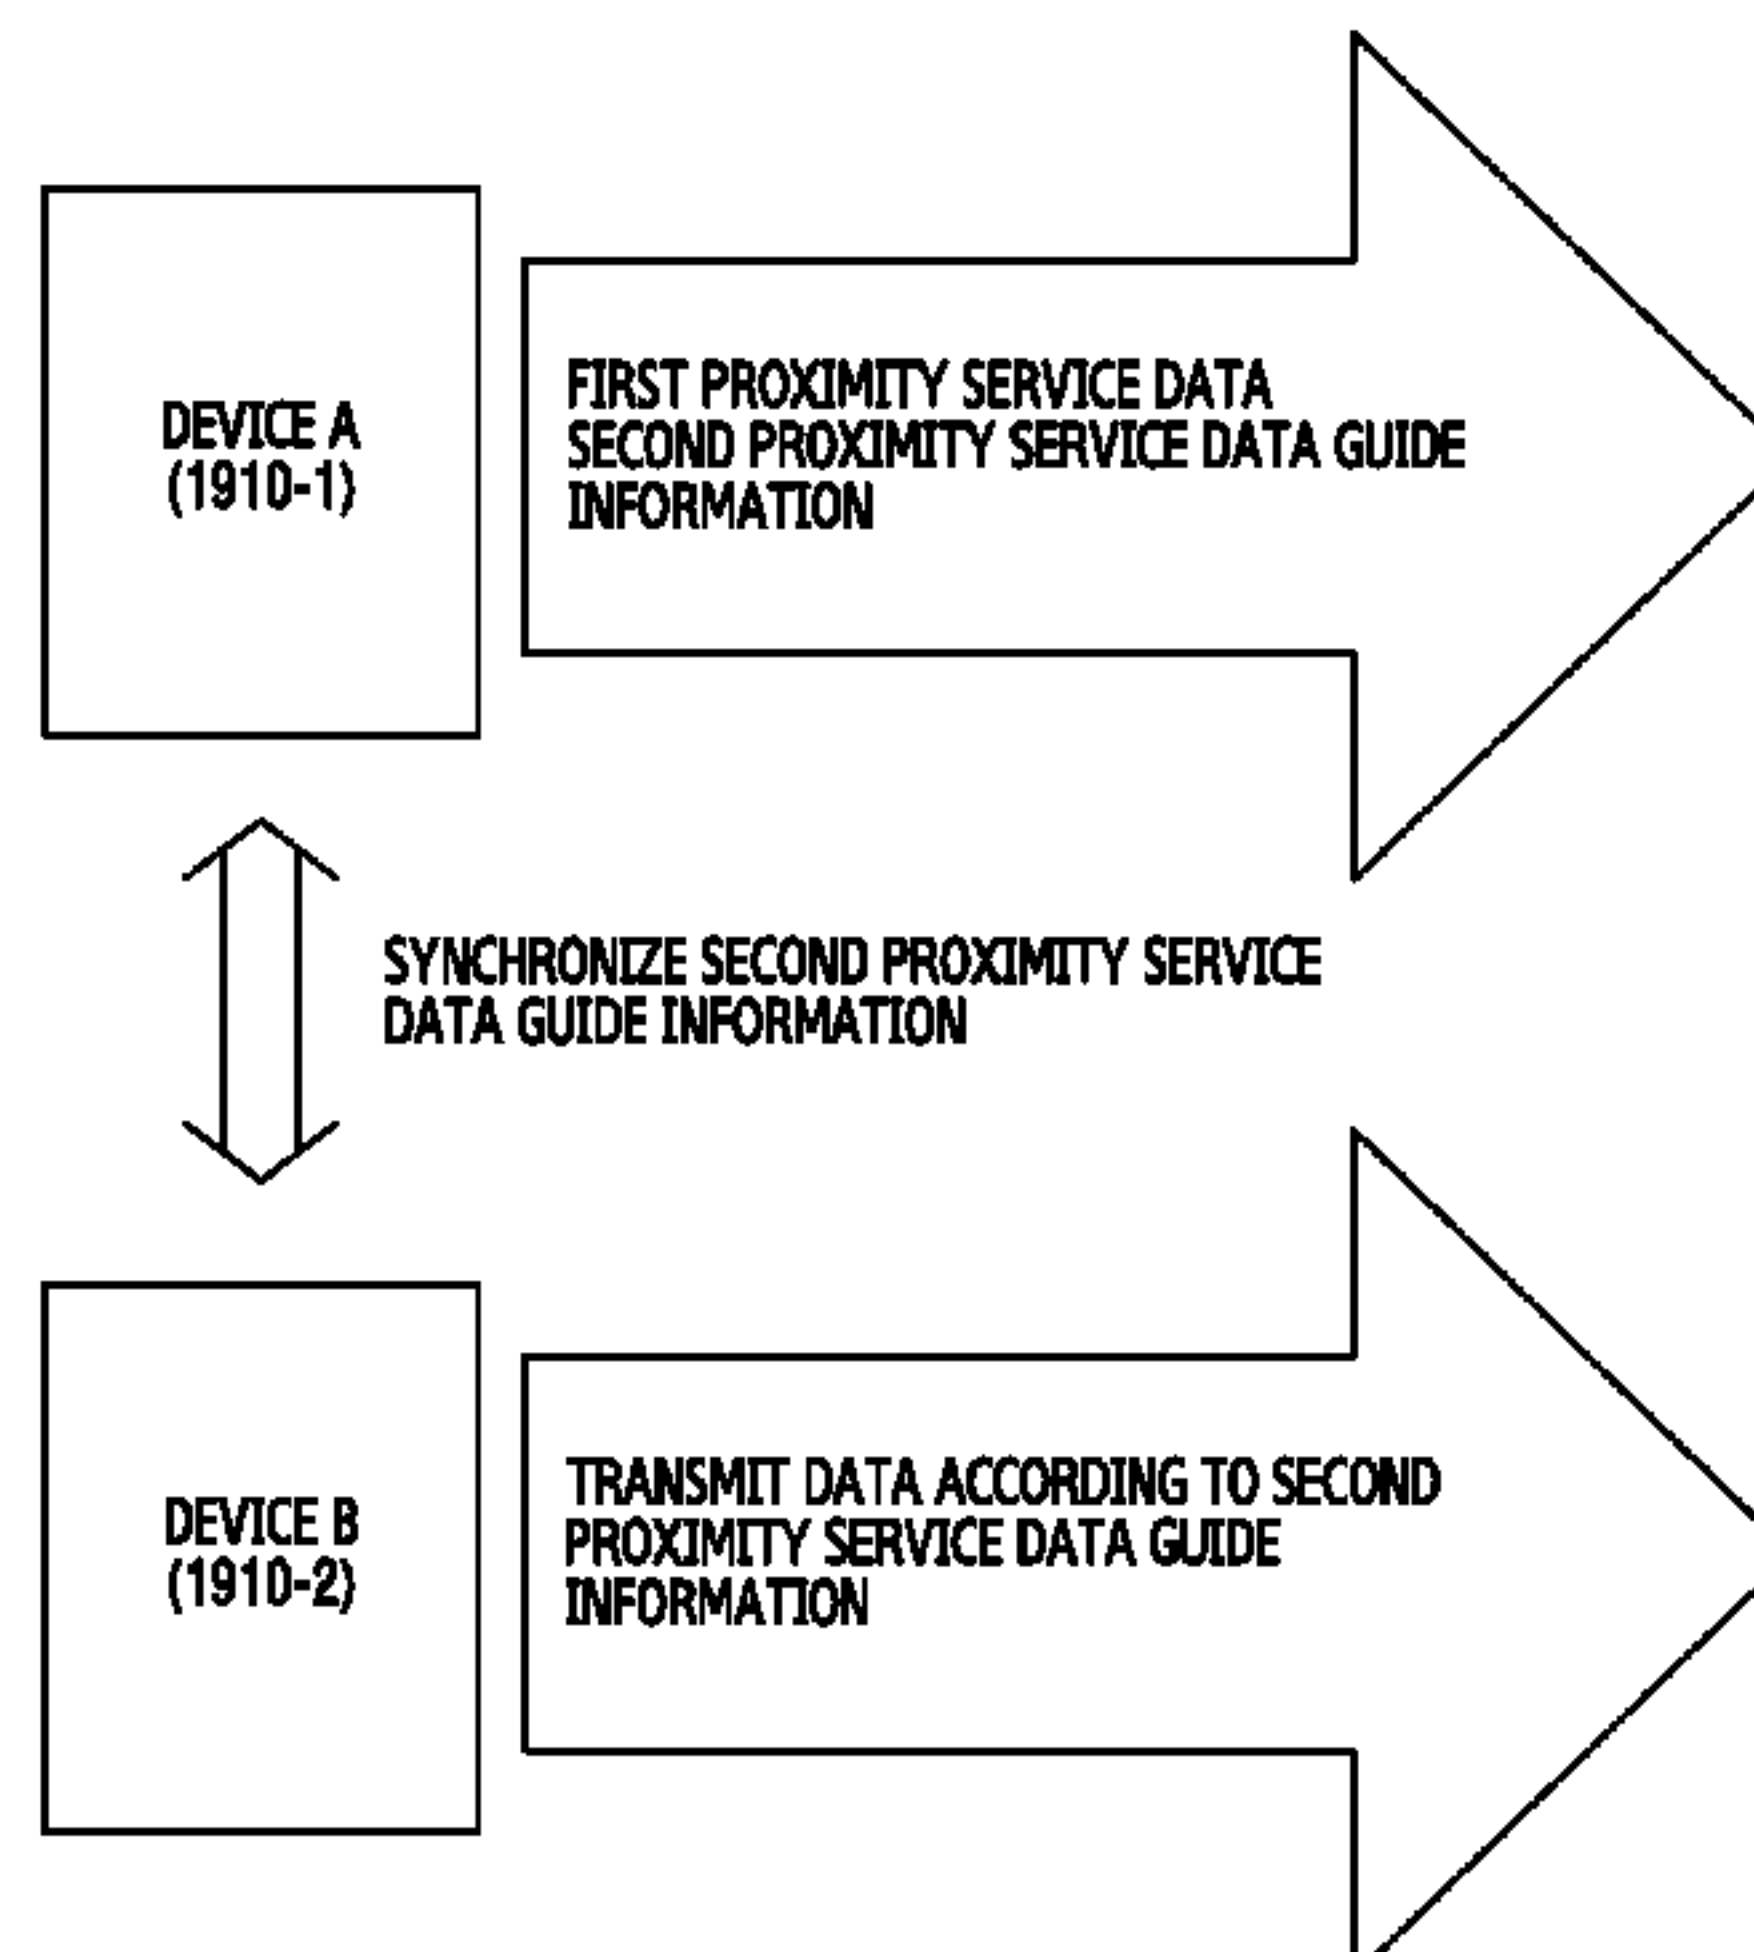 DEVICE A
(1910-1)
FIRST PROXIMITY SERVICE DATA
SECOND PROXIMITY SERVICE DATA GUIDE
INFORMATION
SYNCHRONIZE SECOND PROXIMITY SERVICE
DATA GUIDE INFORMATION
DEVICE B
(1910-2)
TRANSMIT DATA ACCORDING TO SECOND
PROXIMITY SERVICE DATA GUIDE
INFORMATION